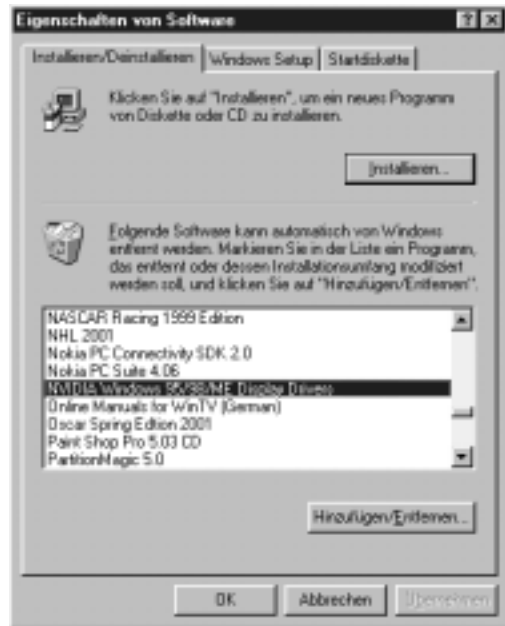 Eigenschaften von Software
Installieren/Deinstallieren
Windows Setup
Startdiskette
Klicken Sie auf "Installieren", um ein neues Programm
von Diskette oder CD zu installieren.
Installieren...
Folgende Software kann automatisch von Windows
entfernt werden. Markieren Sie in der Liste ein Programm,
das entfernt oder dessen Installationsumfang modifiziert
werden soll, und klicken Sie auf "Hinzufügen/Entfernen".
NASCAR Racing 1999 Edition
NHL 2001
Nokia PC Connectivity SDK 2.0
Nokia PC Suite 4.06
NVIDIA Windows 95/98/ME Display Drivers
Online Manuals for WinTV (German)
Oscar Spring Edition 2001
Paint Shop Pro 5.03 CD
PartitionMagic 5.0
Hinzufügen/Entfernen...
OK
Abbrechen
Übernehmen